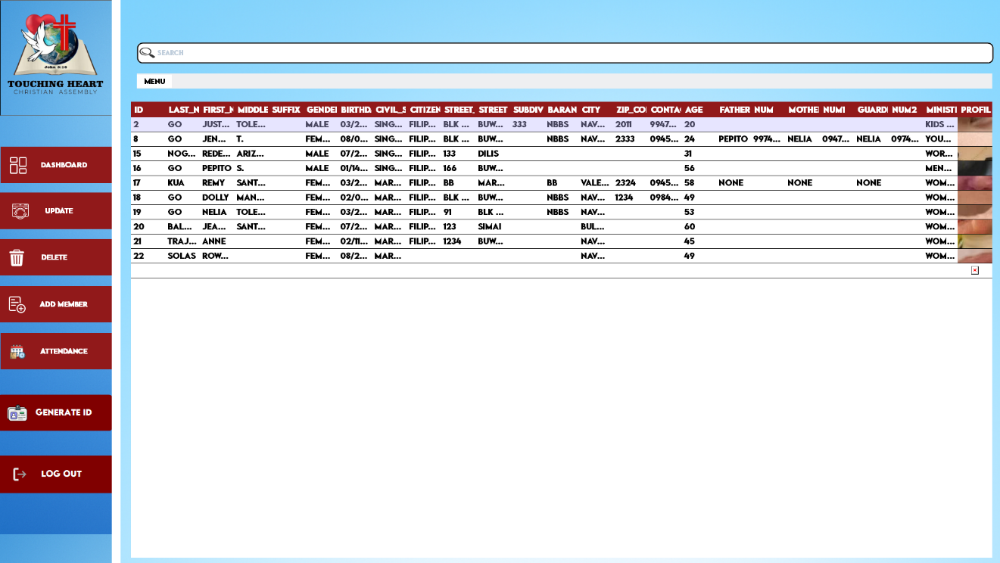 John 3:16
TOUCHING HEART
CHRISTIAN ASSEMBLY
DASHBOARD
UPDATE
DELETE
ADD MEMBER
ATTENDANCE
GENERATE ID
LOG OUT
SEARCH
MENU
ID LAST_N FIRST_N MIDDLE SUFFIX GENDE BIRTHD CIVIL_S CITIZEN STREET_ STREET SUBDIV BARAN CITY ZIP_CO CONTA AGE FATHER NUM MOTHE NUM1 GUARD NUM2 MINIST PROFIL
2 GO JUST... TOLE... MALE 03/2... SING... FILIP... BLK ... BUW... 333 NBBS NAV... 2011 9947... 20 KIDS ...
8 GO JEN... T. FEM... 08/0... SING... FILIP... BLK ... BUW... NBBS NAV... 2333 0945... 24 PEPITO 9974... NELIA 0947... NELIA 0974... YOU...
15 NOG... REDE... ARIZ... MALE 07/2... SING... FILIP... 133 DILIS 31 WOR...
16 GO PEPITO S. MALE 01/14... SING... FILIP... 166 BUW... 56 MEN...
17 KUA REMY SANT... FEM... 03/2... MAR... FILIP... BB MAR... BB VALE... 2324 0945... 58 NONE NONE NONE WOM...
18 GO DOLLY MAN... FEM... 02/0... MAR... FILIP... BLK ... BUW... NBBS NAV... 1234 0984... 49 WOM...
19 GO NELIA TOLE... FEM... 03/2... MAR... FILIP... 91 BLK ... NBBS NAV... 53 WOM...
20 BAL... JEA... SANT... FEM... 07/2... MAR... FILIP... 123 SIMAI BUL... 60 WOM...
21 TRAJ... ANNE FEM... 02/11... MAR... FILIP... 1234 BUW... NAV... 45 WOM...
22 SOLAS ROW... FEM... 08/2... MAR... NAV... 49 WOM...